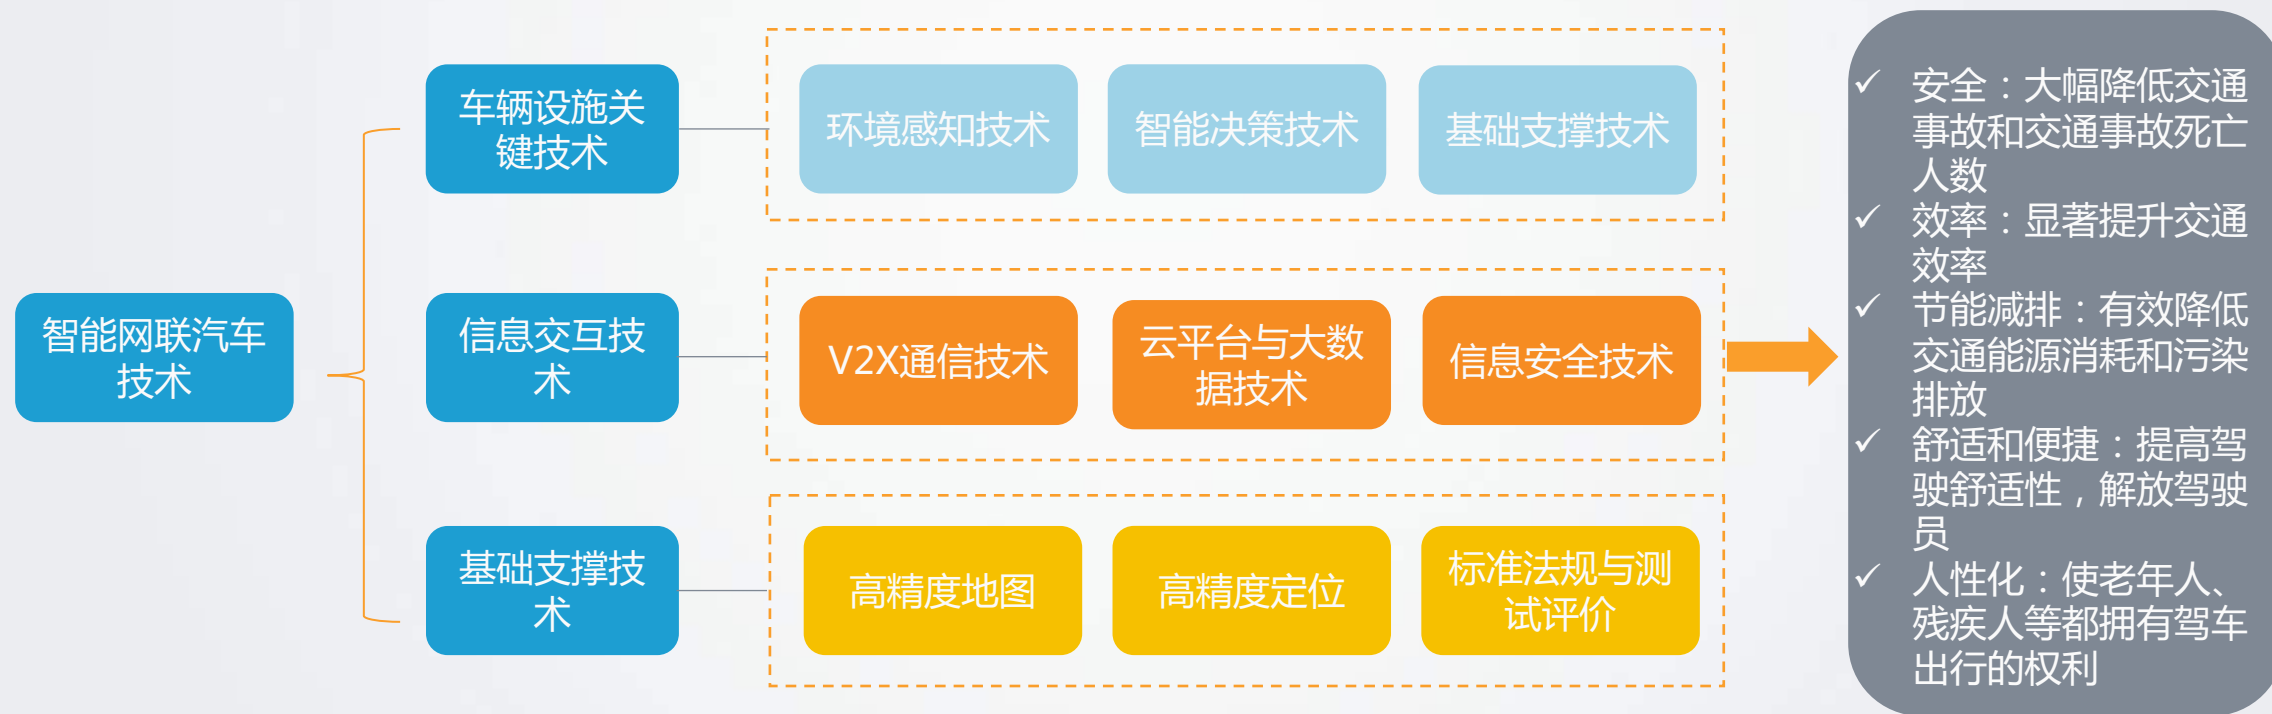 智能网联汽车
技术
车辆设施关
键技术
环境感知技术
智能决策技术
基础支撑技术
信息交互技
术
V2X通信技术
云平台与大数
据技术
信息安全技术
基础支撑技
术
高精度地图
高精度定位
标准法规与测
试评价
✓ 安全：大幅降低交通
事故和交通事故死亡
人数
✓ 效率：显著提升交通
效率
✓ 节能减排：有效降低
交通能源消耗和污染
排放
✓ 舒适和便捷：提高驾
驶舒适性，解放驾驶
员
✓ 人性化：使老年人、
残疾人等都拥有驾车
出行的权利